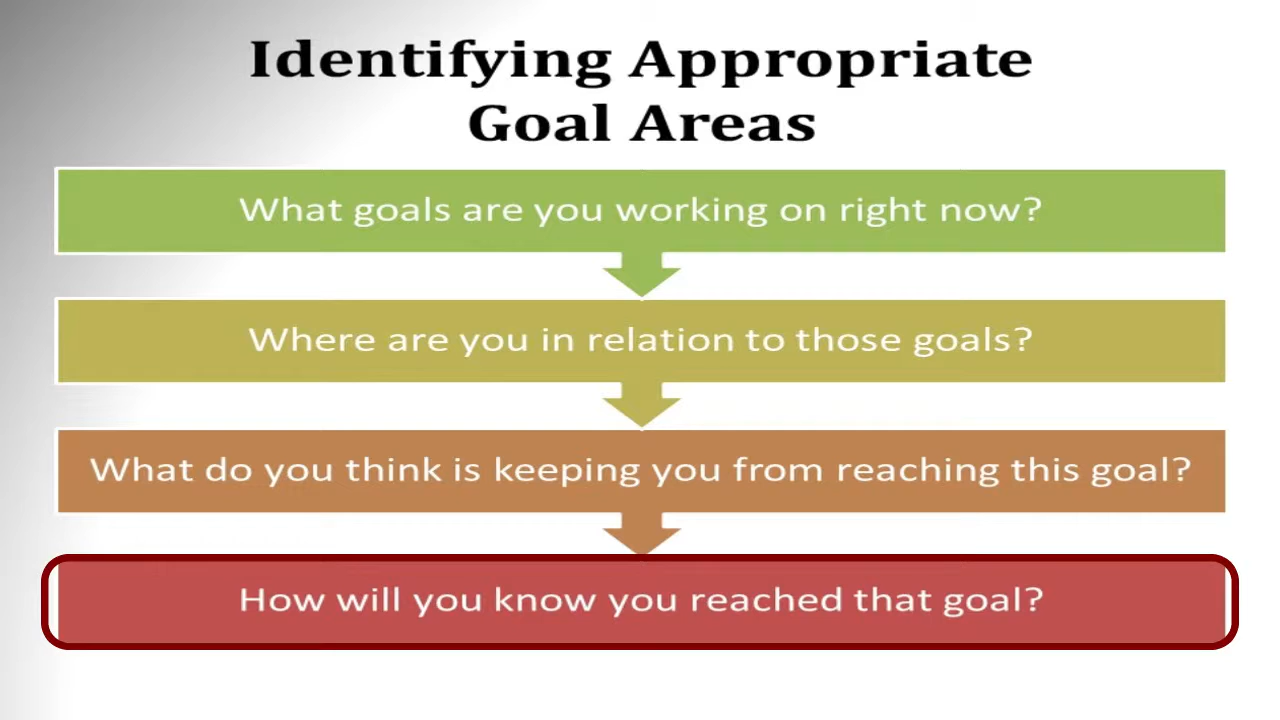 Identifying Appropriate
Goal Areas
What goals are you working on right now?
Where are you in relation to those goals?
What do you think is keeping you from reaching this goal?
How will you know you reached that goal?